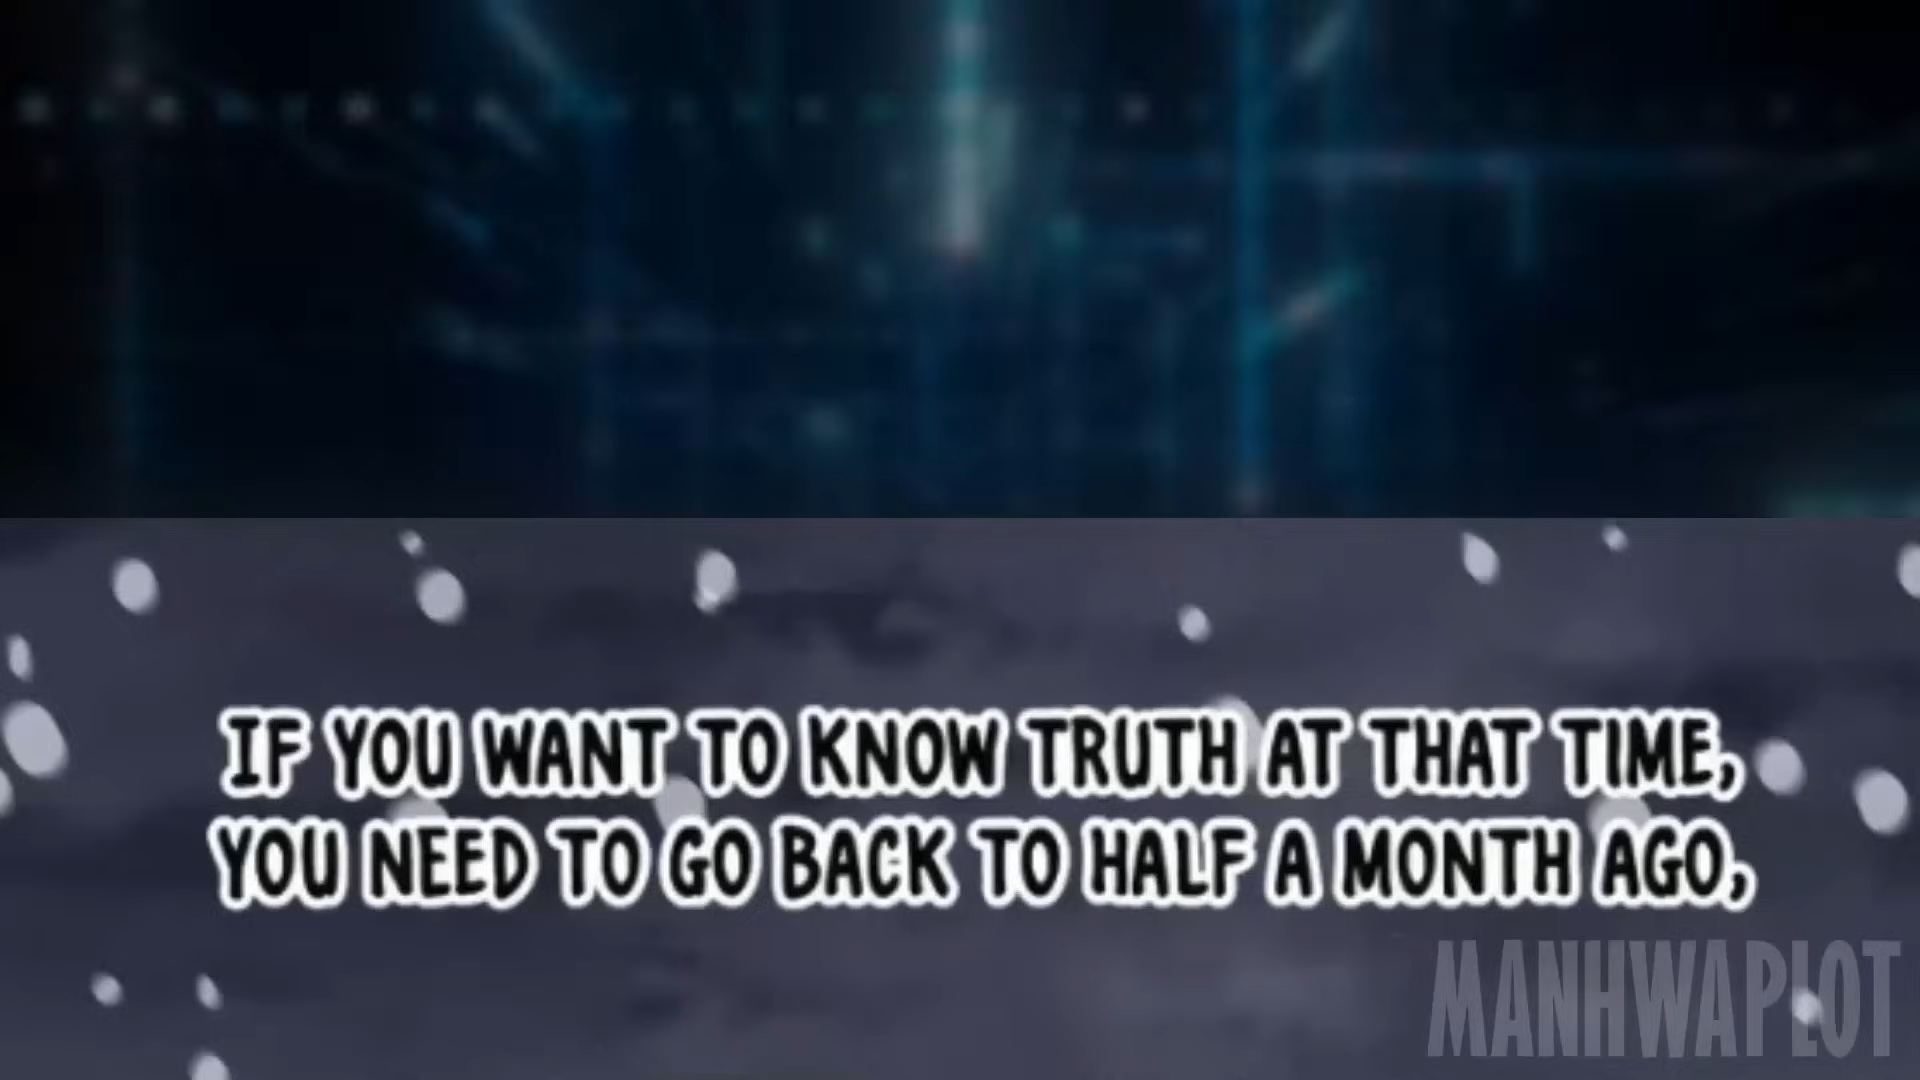 IF YOU WANT TO KNOW TRUTH AT THAT TIME,
YOU NEED TO GO BACK TO HALF A MONTH AGO,
MANHWAPLOT